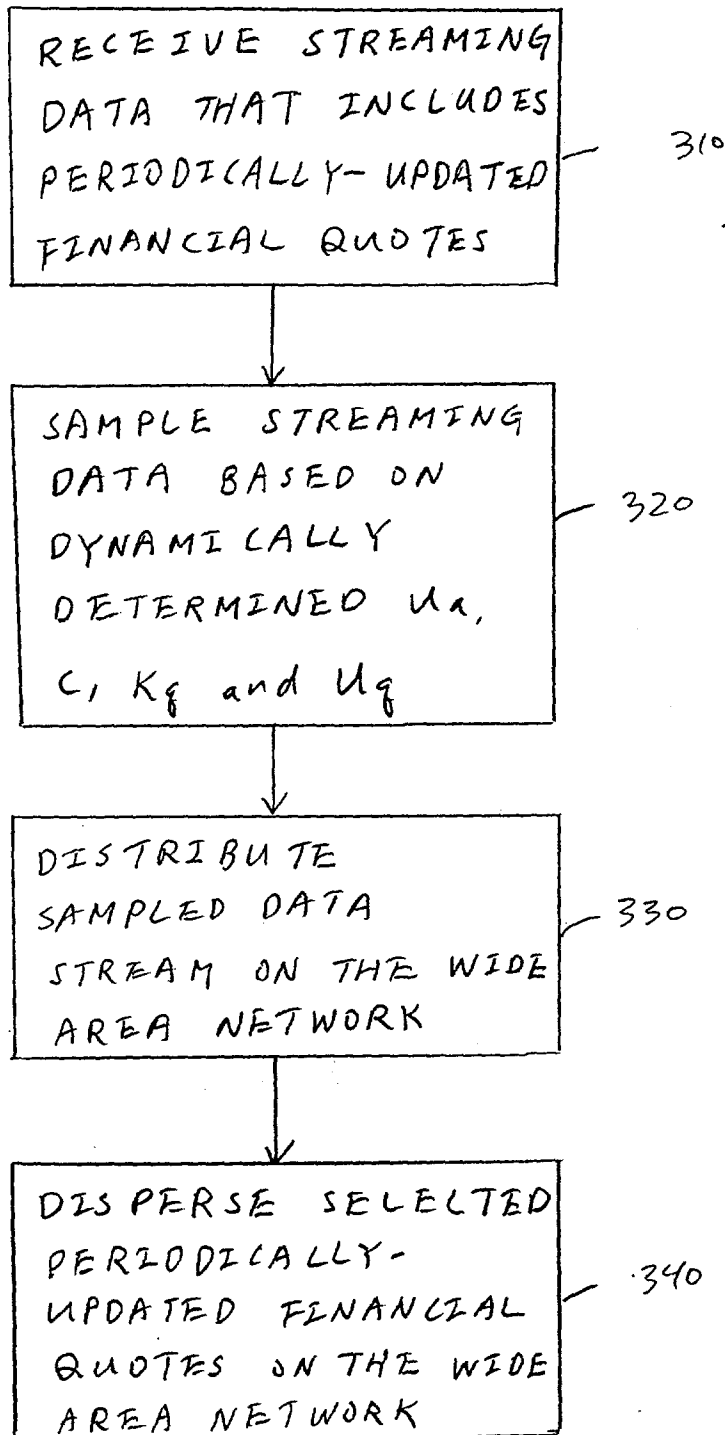 RECEIVE STREAMING
DATA THAT INCLUDES
PERIODICALLY-UPDATED
FINANCIAL QUOTES
310
SAMPLE STREAMING
DATA BASED ON
DYNAMICALLY
DETERMINED Ua,
C, Kq and Uq
320
DISTRIBUTE
SAMPLED DATA
STREAM ON THE WIDE
AREA NETWORK
330
DISPERSE SELECTED
PERIODICALLY-
UPDATED FINANCIAL
QUOTES ON THE WIDE
AREA NETWORK
340